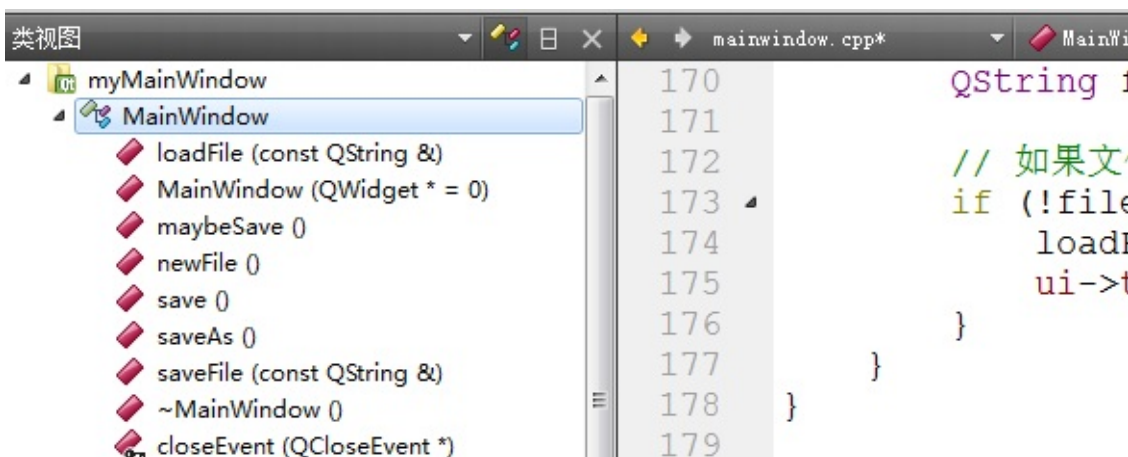 类视图
myMainWindow
MainWindow
loadFile (const QString &)
MainWindow (QWidget * = 0)
maybeSave ()
newFile ()
save ()
saveAs ()
saveFile (const QString &)
~MainWindow ()
closeEvent (QCloseEvent *)
mainwindow.cpp*
170 QString
171
172 // 如果文
173 if (!file
174 load
175 ui->t
176 }
177 }
178 }
179